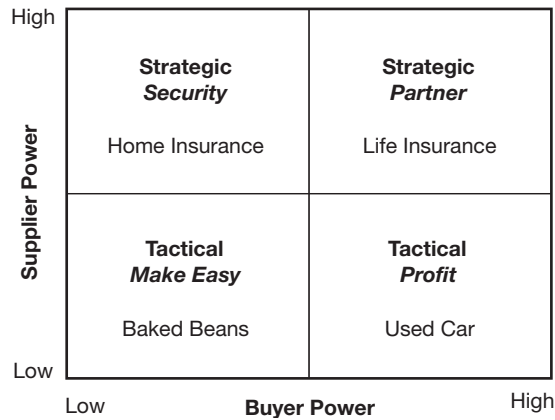 High
Strategic
Security
Home Insurance
Strategic
Partner
Life Insurance
Supplier Power
Tactical
Make Easy
Baked Beans
Tactical
Profit
Used Car
Low
Low
Buyer Power
High